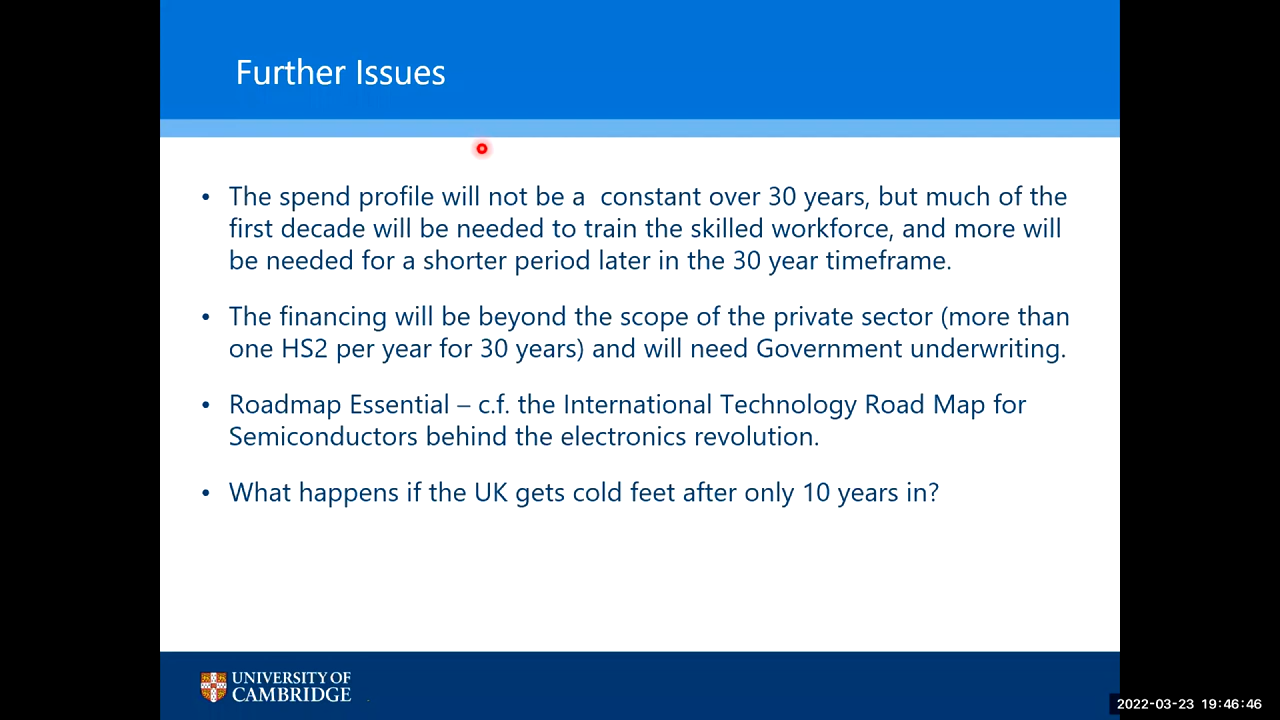 Further Issues
• The spend profile will not be a  constant over 30 years, but much of the
first decade will be needed to train the skilled workforce, and more will
be needed for a shorter period later in the 30 year timeframe.
• The financing will be beyond the scope of the private sector (more than
one HS2 per year for 30 years) and will need Government underwriting.
• Roadmap Essential – c.f. the International Technology Road Map for
Semiconductors behind the electronics revolution.
• What happens if the UK gets cold feet after only 10 years in?
UNIVERSITY OF
CAMBRIDGE
2022-03-23 19:46:46